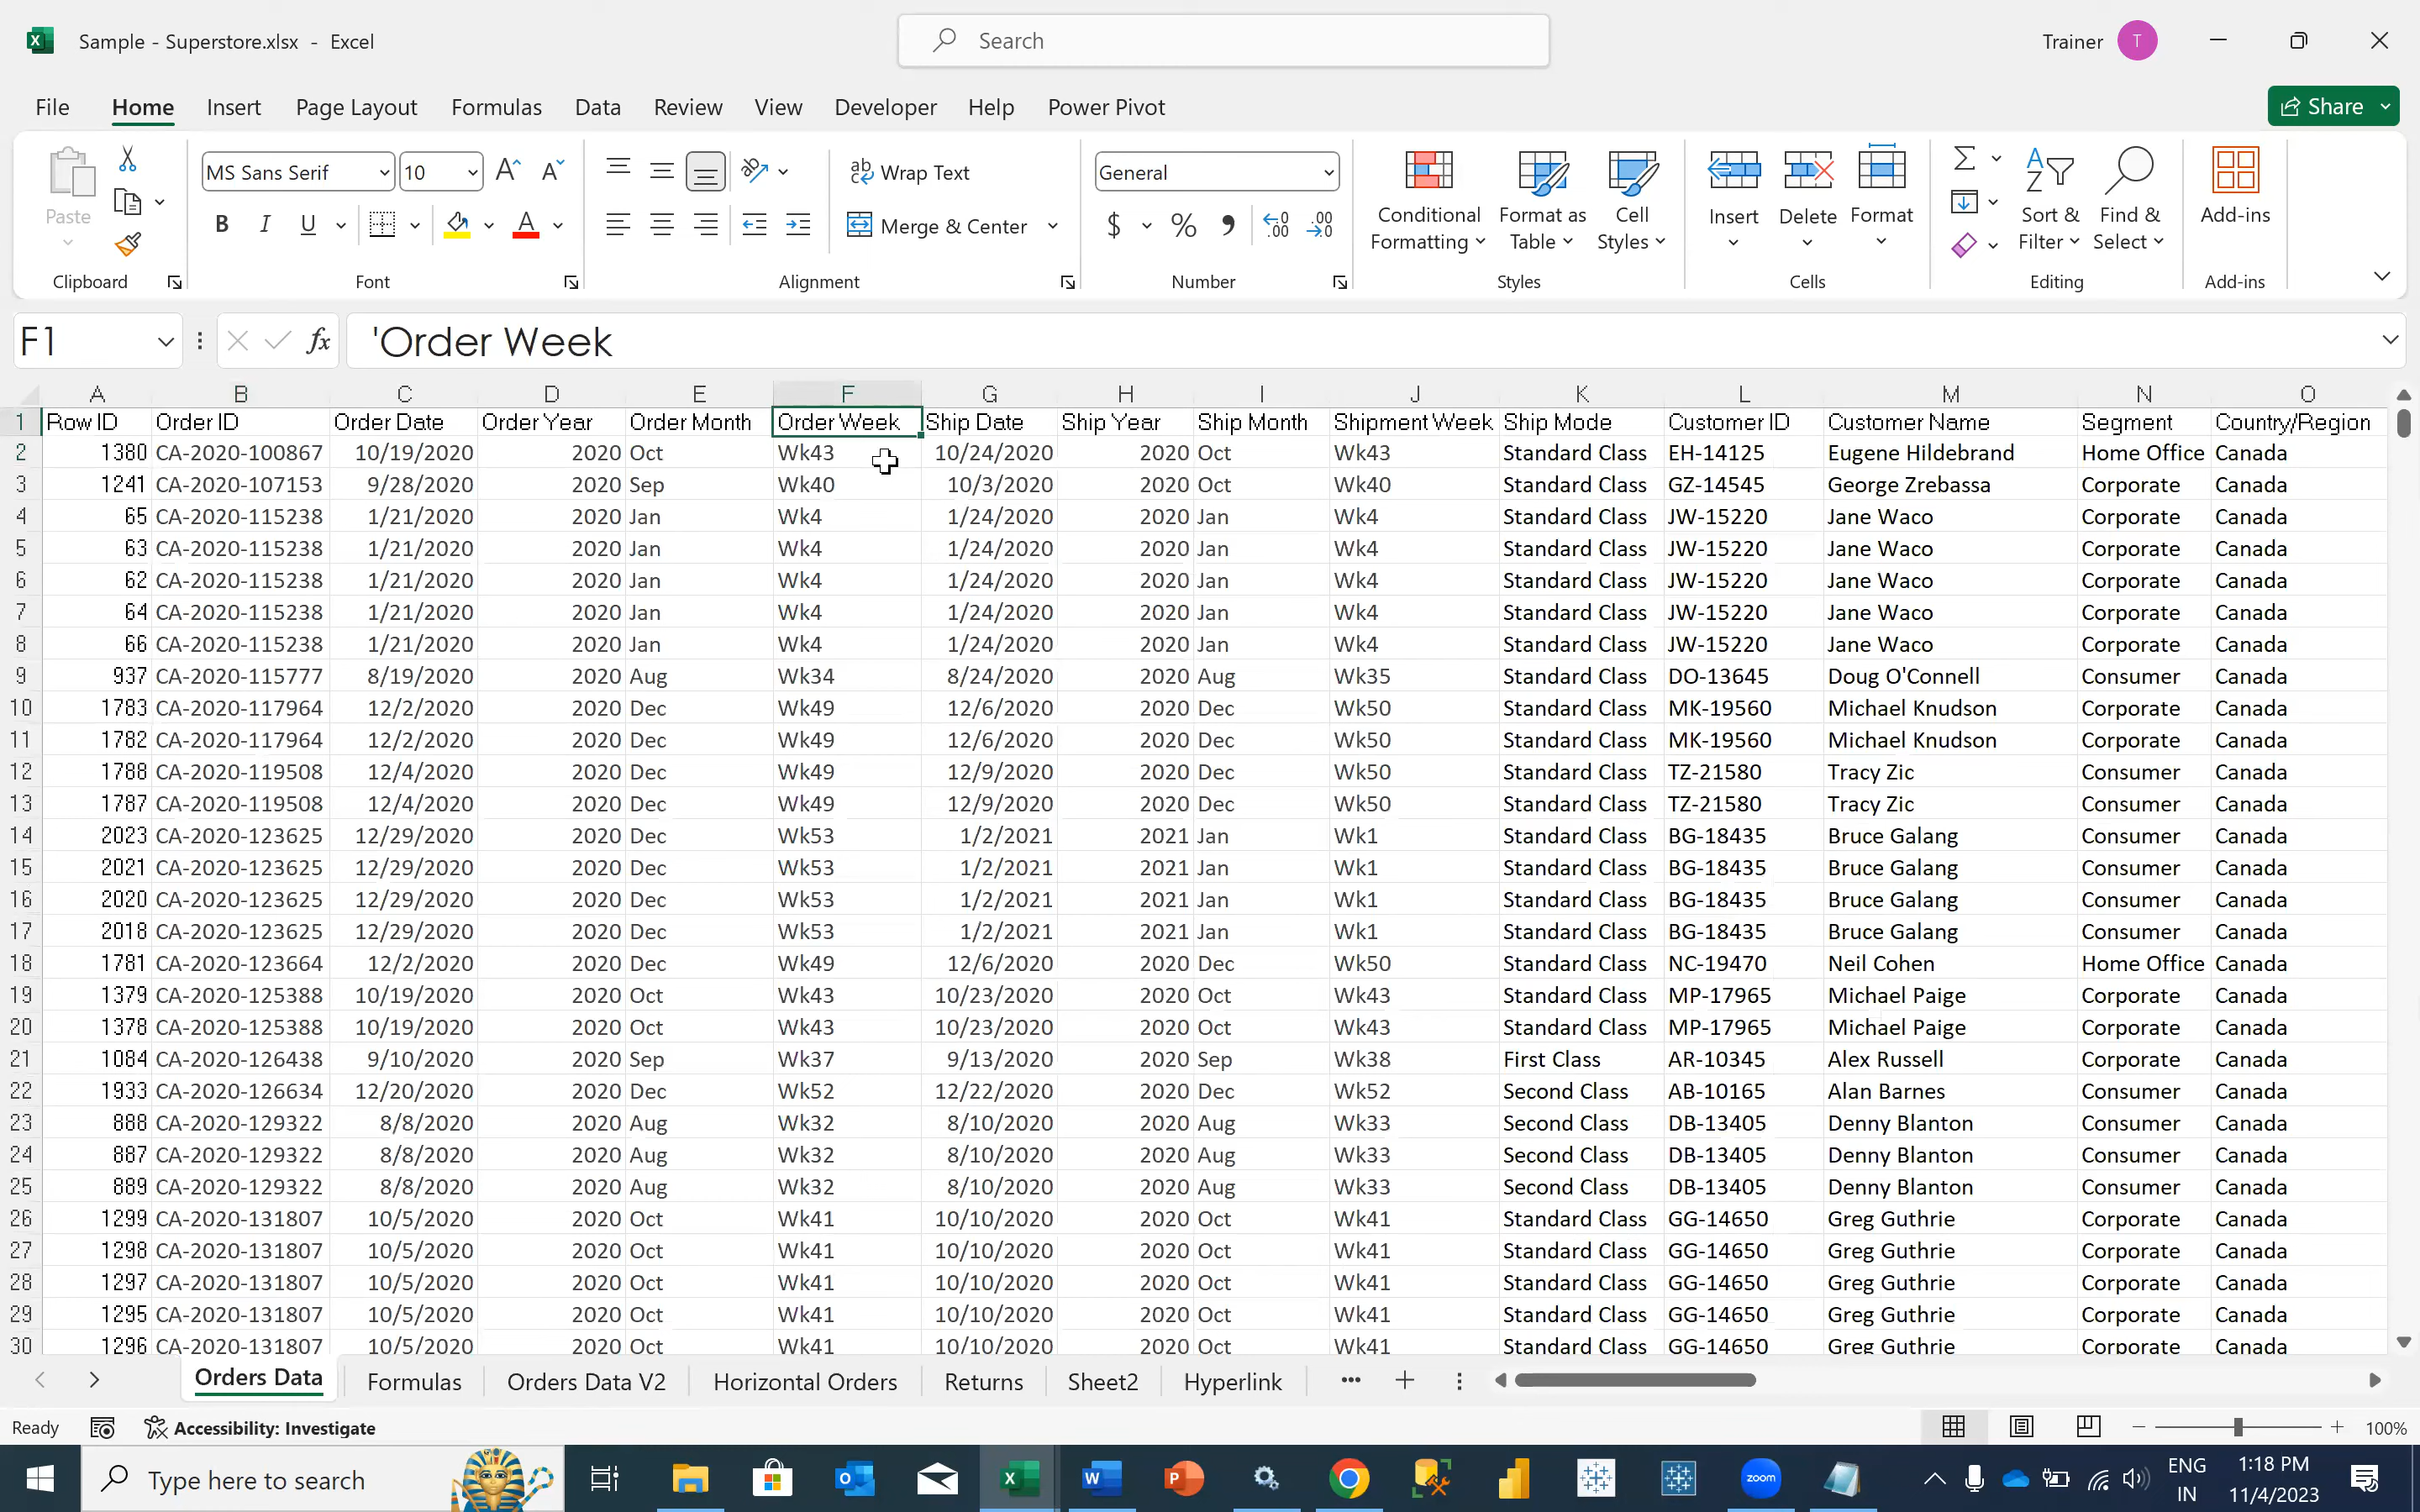 Sample - Superstore.xlsx - Excel
Search
Trainer T
File Home Insert Page Layout Formulas Data Review View Developer Help Power Pivot
Share
Paste
Clipboard
MS Sans Serif 10
B I U
Font
Wrap Text
Merge & Center
Alignment
General
Number
Conditional Formatting
Format as Table
Cell Styles
Styles
Insert
Delete
Format
Cells
Sort & Filter
Find & Select
Editing
Add-ins
Add-ins
F1 fx 'Order Week
A B C D E F G H I J K L M N O
1 Row ID Order ID Order Date Order Year Order Month Order Week Ship Date Ship Year Ship Month Shipment Week Ship Mode Customer ID Customer Name Segment Country/Region
2 1380 CA-2020-100867 10/19/2020 2020 Oct Wk43 10/24/2020 2020 Oct Wk43 Standard Class EH-14125 Eugene Hildebrand Home Office Canada
3 1241 CA-2020-107153 9/28/2020 2020 Sep Wk40 10/3/2020 2020 Oct Wk40 Standard Class GZ-14545 George Zrebassa Corporate Canada
4 65 CA-2020-115238 1/21/2020 2020 Jan Wk4 1/24/2020 2020 Jan Wk4 Standard Class JW-15220 Jane Waco Corporate Canada
5 63 CA-2020-115238 1/21/2020 2020 Jan Wk4 1/24/2020 2020 Jan Wk4 Standard Class JW-15220 Jane Waco Corporate Canada
6 62 CA-2020-115238 1/21/2020 2020 Jan Wk4 1/24/2020 2020 Jan Wk4 Standard Class JW-15220 Jane Waco Corporate Canada
7 64 CA-2020-115238 1/21/2020 2020 Jan Wk4 1/24/2020 2020 Jan Wk4 Standard Class JW-15220 Jane Waco Corporate Canada
8 66 CA-2020-115238 1/21/2020 2020 Jan Wk4 1/24/2020 2020 Jan Wk4 Standard Class JW-15220 Jane Waco Corporate Canada
9 937 CA-2020-115777 8/19/2020 2020 Aug Wk34 8/24/2020 2020 Aug Wk35 Standard Class DO-13645 Doug O'Connell Consumer Canada
10 1783 CA-2020-117964 12/2/2020 2020 Dec Wk49 12/6/2020 2020 Dec Wk50 Standard Class MK-19560 Michael Knudson Corporate Canada
11 1782 CA-2020-117964 12/2/2020 2020 Dec Wk49 12/6/2020 2020 Dec Wk50 Standard Class MK-19560 Michael Knudson Corporate Canada
12 1788 CA-2020-119508 12/4/2020 2020 Dec Wk49 12/9/2020 2020 Dec Wk50 Standard Class TZ-21580 Tracy Zic Consumer Canada
13 1787 CA-2020-119508 12/4/2020 2020 Dec Wk49 12/9/2020 2020 Dec Wk50 Standard Class TZ-21580 Tracy Zic Consumer Canada
14 2023 CA-2020-123625 12/29/2020 2020 Dec Wk53 1/2/2021 2021 Jan Wk1 Standard Class BG-18435 Bruce Galang Consumer Canada
15 2021 CA-2020-123625 12/29/2020 2020 Dec Wk53 1/2/2021 2021 Jan Wk1 Standard Class BG-18435 Bruce Galang Consumer Canada
16 2020 CA-2020-123625 12/29/2020 2020 Dec Wk53 1/2/2021 2021 Jan Wk1 Standard Class BG-18435 Bruce Galang Consumer Canada
17 2018 CA-2020-123625 12/29/2020 2020 Dec Wk53 1/2/2021 2021 Jan Wk1 Standard Class BG-18435 Bruce Galang Consumer Canada
18 1781 CA-2020-123664 12/2/2020 2020 Dec Wk49 12/6/2020 2020 Dec Wk50 Standard Class NC-19470 Neil Cohen Home Office Canada
19 1379 CA-2020-125388 10/19/2020 2020 Oct Wk43 10/23/2020 2020 Oct Wk43 Standard Class MP-17965 Michael Paige Corporate Canada
20 1378 CA-2020-125388 10/19/2020 2020 Oct Wk43 10/23/2020 2020 Oct Wk43 Standard Class MP-17965 Michael Paige Corporate Canada
21 1084 CA-2020-126438 9/10/2020 2020 Sep Wk37 9/13/2020 2020 Sep Wk38 First Class AR-10345 Alex Russell Corporate Canada
22 1933 CA-2020-126634 12/20/2020 2020 Dec Wk52 12/22/2020 2020 Dec Wk52 Second Class AB-10165 Alan Barnes Consumer Canada
23 888 CA-2020-129322 8/8/2020 2020 Aug Wk32 8/10/2020 2020 Aug Wk33 Second Class DB-13405 Denny Blanton Consumer Canada
24 887 CA-2020-129322 8/8/2020 2020 Aug Wk32 8/10/2020 2020 Aug Wk33 Second Class DB-13405 Denny Blanton Consumer Canada
25 889 CA-2020-129322 8/8/2020 2020 Aug Wk32 8/10/2020 2020 Aug Wk33 Second Class DB-13405 Denny Blanton Consumer Canada
26 1299 CA-2020-131807 10/5/2020 2020 Oct Wk41 10/10/2020 2020 Oct Wk41 Standard Class GG-14650 Greg Guthrie Corporate Canada
27 1298 CA-2020-131807 10/5/2020 2020 Oct Wk41 10/10/2020 2020 Oct Wk41 Standard Class GG-14650 Greg Guthrie Corporate Canada
28 1297 CA-2020-131807 10/5/2020 2020 Oct Wk41 10/10/2020 2020 Oct Wk41 Standard Class GG-14650 Greg Guthrie Corporate Canada
29 1295 CA-2020-131807 10/5/2020 2020 Oct Wk41 10/10/2020 2020 Oct Wk41 Standard Class GG-14650 Greg Guthrie Corporate Canada
30 1296 CA-2020-131807 10/5/2020 2020 Oct Wk41 10/10/2020 2020 Oct Wk41 Standard Class GG-14650 Greg Guthrie Corporate Canada
Orders Data Formulas Orders Data V2 Horizontal Orders Returns Sheet2 Hyperlink
Ready Accessibility: Investigate 100%
Type here to search
zoom
ENG IN
1:18 PM
11/4/2023